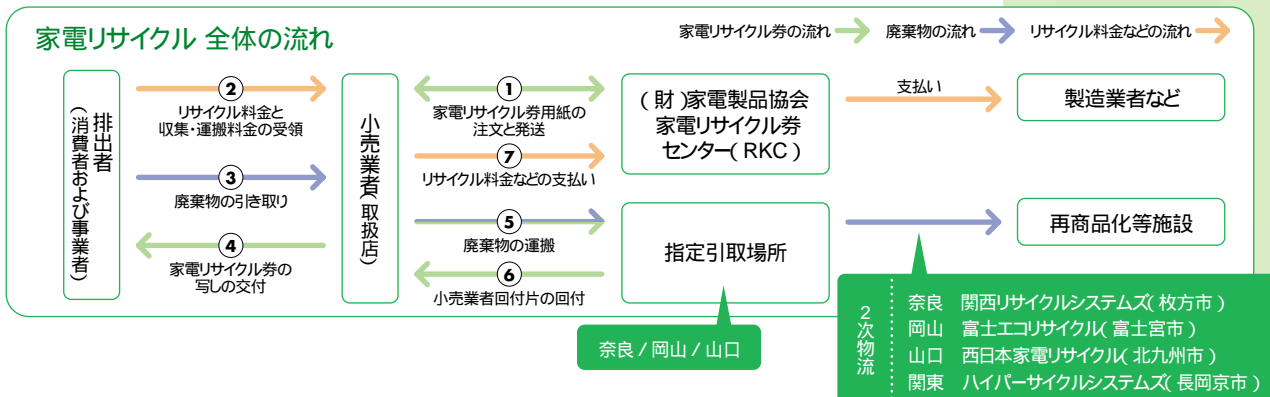 家電リサイクル 全体の流れ
家電リサイクル券の流れ
廃棄物の流れ
リサイクル料金などの流れ
排出者
(消費者および事業者)
②
リサイクル料金と
収集・運搬料金の受領
③
廃棄物の引き取り
④
家電リサイクル券の
写しの交付
小売業者(取扱店)
①
家電リサイクル券用紙の
注文と発送
⑦
リサイクル料金などの支払い
⑤
廃棄物の運搬
⑥
小売業者回付片の回付
(財)家電製品協会
家電リサイクル券
センター(RKC)
支払い
製造業者など
指定引取場所
再商品化等施設
奈良/岡山/山口
2次物流
奈良 関西リサイクルシステムズ(枚方市)
岡山 富士エコリサイクル(富士宮市)
山口 西日本家電リサイクル(北九州市)
関東 ハイパーサイクルシステムズ(長岡京市)